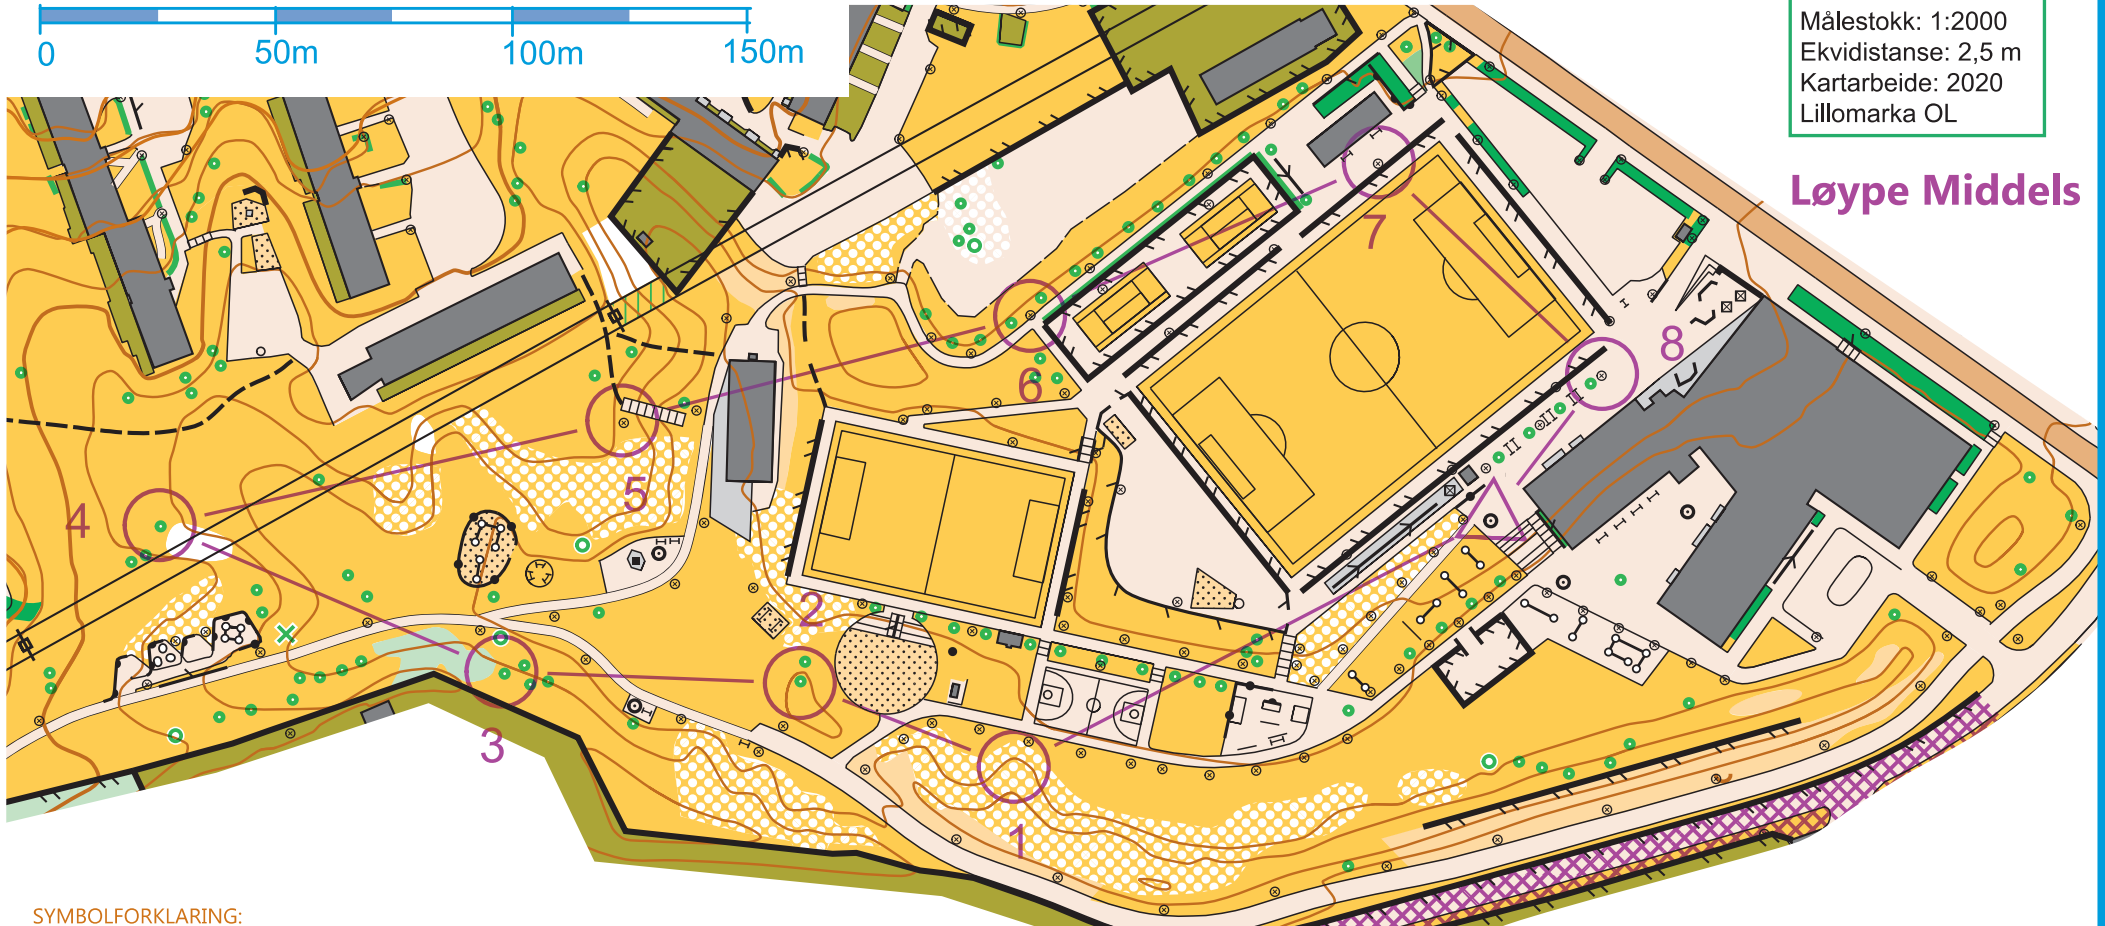 0 50m 100m 150m
Målestokk: 1:2000
Ekvidistanse: 2,5 m
Kartarbeide: 2020
Lillomarka OL
Løype Middels
7
8
6
4
5
2
3
1
SYMBOLFORKLARING: